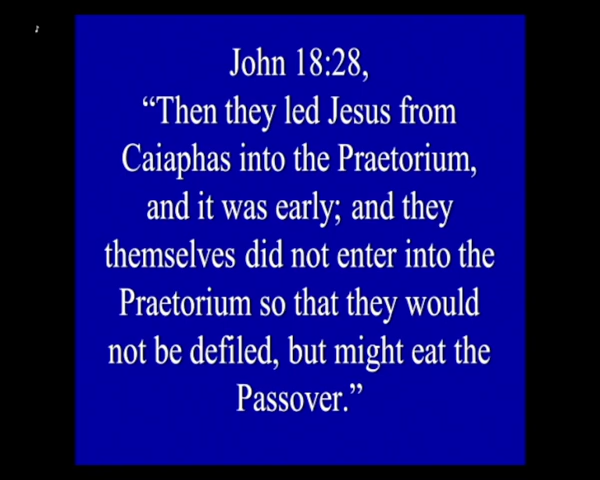 John 18:28,
“Then they led Jesus from
Caiaphas into the Praetorium,
and it was early; and they
themselves did not enter into the
Praetorium so that they would
not be defiled, but might eat the
Passover.”